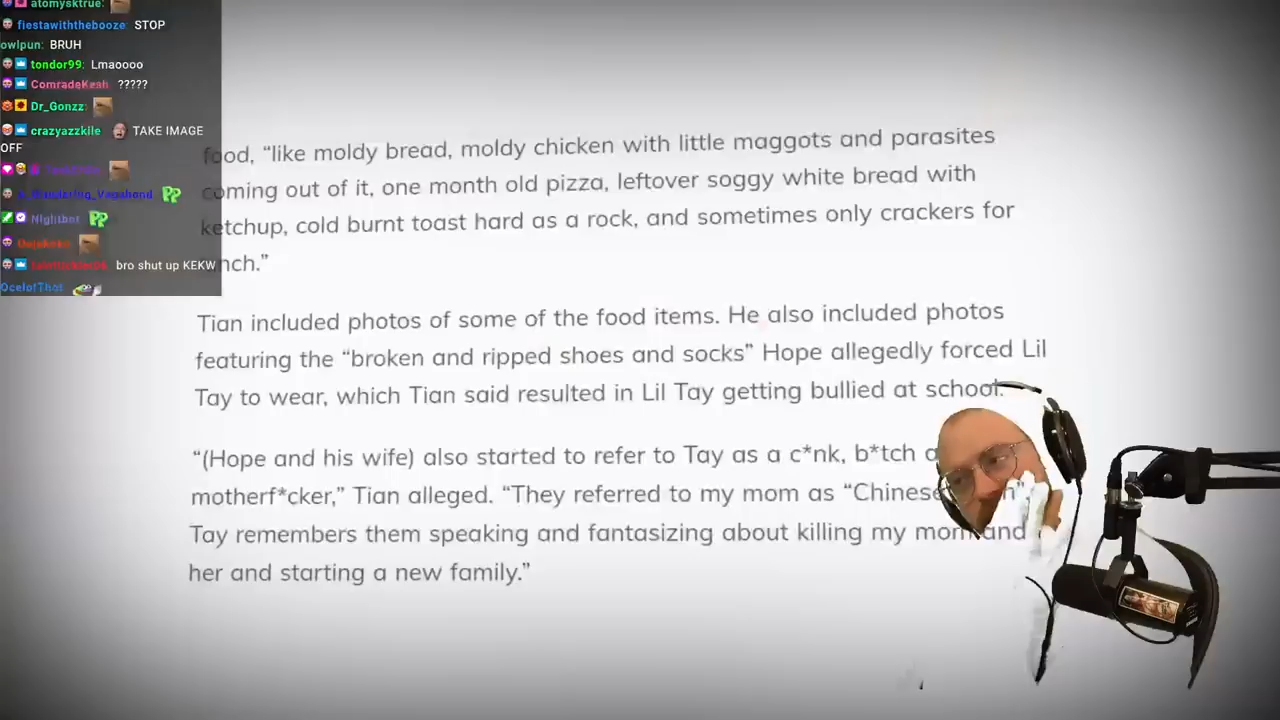 atomysktrue:
fiestawiththebooze: STOP
owlpun: BRUH
tondor99: Lmaoooo
ComradeKeah ?????
Dr_Gonzz:
crazyazzkile TAKE IMAGE
OFF
Nightbot
bro shut up KEKW
OcelofThot
food, “like moldy bread, moldy chicken with little maggots and parasites
coming out of it, one month old pizza, leftover soggy white bread with
ketchup, cold burnt toast hard as a rock, and sometimes only crackers for
nch.”
Tian included photos of some of the food items. He also included photos
featuring the “broken and ripped shoes and socks” Hope allegedly forced Lil
Tay to wear, which Tian said resulted in Lil Tay getting bullied at school.
“(Hope and his wife) also started to refer to Tay as a c*nk, b*tch a
motherf*cker,” Tian alleged. “They referred to my mom as “Chinese
Tay remembers them speaking and fantasizing about killing my mom and
her and starting a new family.”